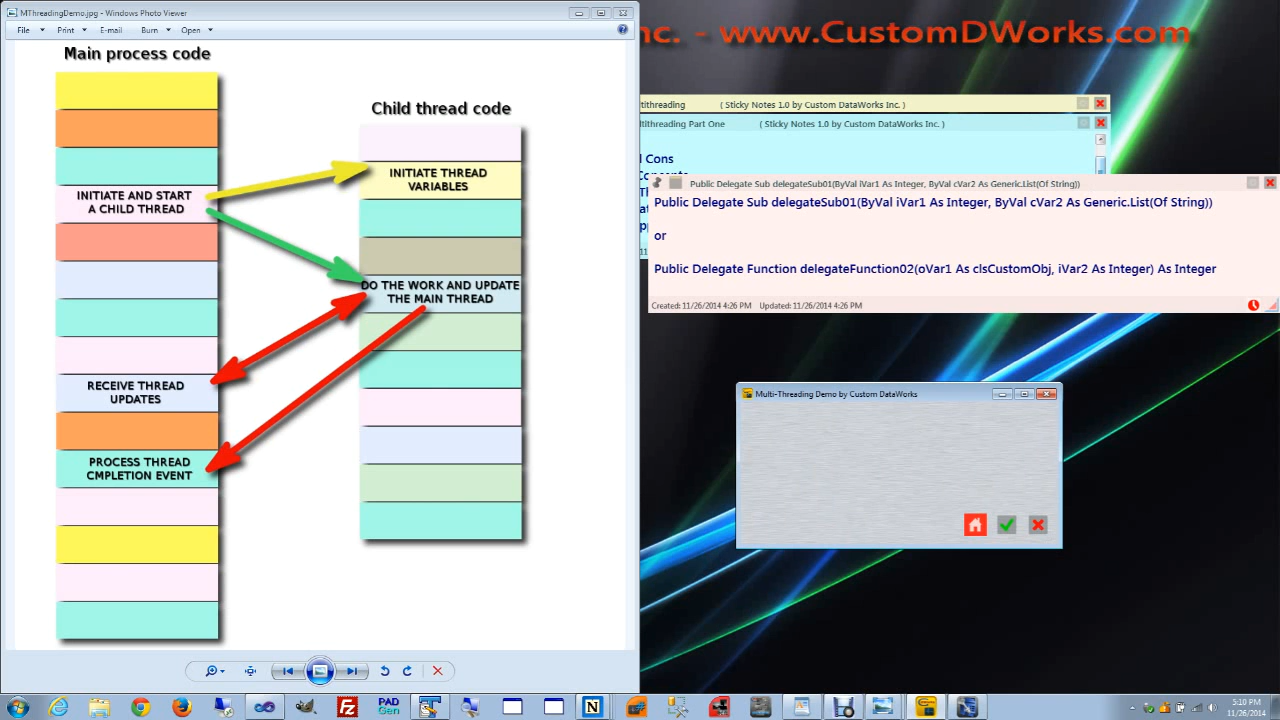 MThreadingDemo.jpg - Windows Photo Viewer
File Print E-mail Burn Open
Main process code
Child thread code
INITIATE AND START
A CHILD THREAD
RECEIVE THREAD
UPDATES
PROCESS THREAD
CMPLETION EVENT
INITIATE THREAD
VARIABLES
DO THE WORK AND UPDATE
THE MAIN THREAD
nc. - www.CustomDWorks.com
ltithreading ( Sticky Notes 1.0 by Custom DataWorks Inc. )
ltithreading Part One ( Sticky Notes 1.0 by Custom DataWorks Inc. )
d Cons
Public Delegate Sub delegateSub01(ByVal iVar1 As Integer, ByVal cVar2 As Generic.List(Of String))
Public Delegate Sub delegateSub01(ByVal iVar1 As Integer, ByVal cVar2 As Generic.List(Of String))
or
Public Delegate Function delegateFunction02(oVar1 As clsCustomObj, iVar2 As Integer) As Integer
Created: 11/26/2014 4:26 PM Updated: 11/26/2014 4:26 PM
Multi-Threading Demo by Custom DataWorks
PAD
Gen
N
5:10 PM
11/26/2014